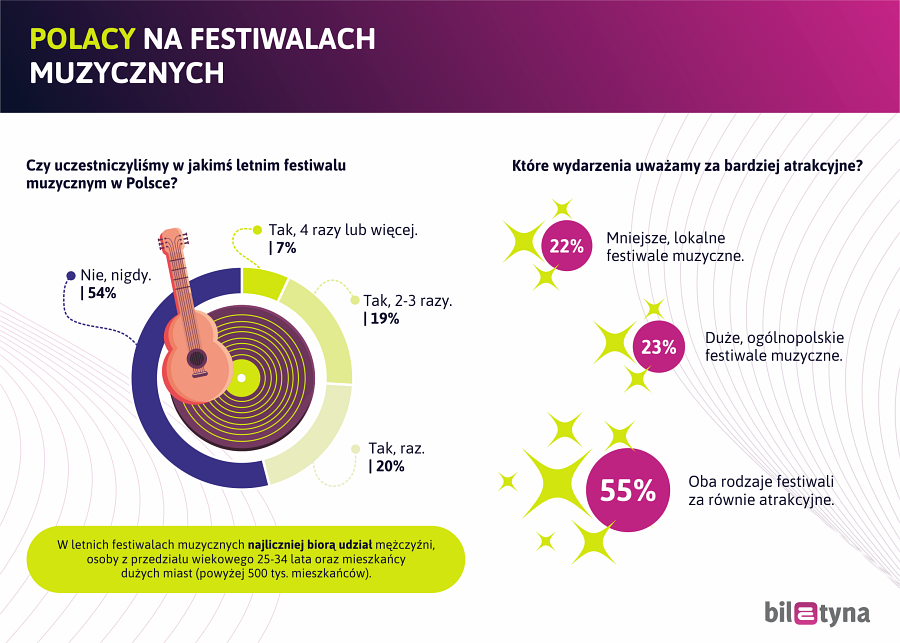 POLACY NA FESTIWALACH
MUZYCZNYCH
Czy uczestniczyliśmy w jakimś letnim festiwalu
muzycznym w Polsce?
Tak, 4 razy lub więcej.
| 7%
Nie, nigdy.
| 54%
Tak, 2-3 razy.
| 19%
Tak, raz.
| 20%
W letnich festiwalach muzycznych najliczniej biorą udział mężczyźni,
osoby z przedziału wiekowego 25-34 lata oraz mieszkańcy
dużych miast (powyżej 500 tys. mieszkańców).
Które wydarzenia uważamy za bardziej atrakcyjne?
22%
Mniejsze, lokalne
festiwale muzyczne.
23%
Duże, ogólnopolskie
festiwale muzyczne.
55%
Oba rodzaje festiwali
za równie atrakcyjne.
biletyna